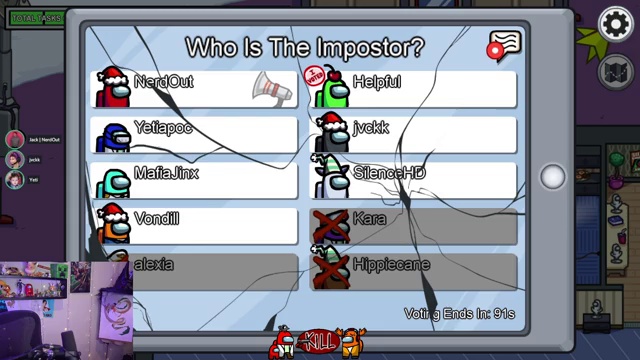 TOTAL TASKS
Who Is The Impostor?
NerdOut
I VOTED
Helpful
Yetiapoc
jvckk
Jack | NerdOut
jvckk
Yeti
MafiaJinx
SilenceHD
Vondill
Kara
alexia
Hippiecane
Voting Ends In: 91s
KILL